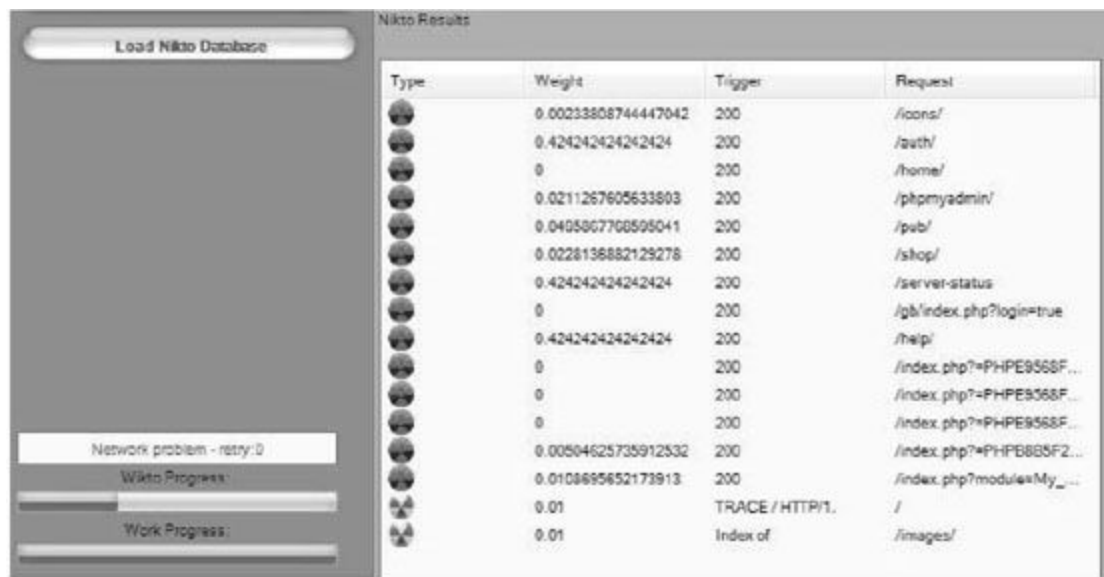 Load Nikto Database
Nikto Results
Type Weight Trigger Request
0.00233808744447042 200 /icons/
0.424242424242424 200 /auth/
0 200 /home/
0.0211267605633803 200 /phpmyadmin/
0.0495867768595041 200 /pub/
0.0228136882129278 200 /shop/
0.424242424242424 200 /server-status
0 200 /gb/index.php?login=true
0.424242424242424 200 /help/
0 200 /index.php?=PHPE9568F...
0 200 /index.php?=PHPE9568F...
0 200 /index.php?=PHPE9568F...
0.00504625735912532 200 /index.php?=PHPB8B5F2...
0.0108695652173913 200 /index.php?module=My_...
0.01 TRACE / HTTP/1. /
0.01 Index of /images/
Network problem - retry:0
Wikto Progress:
Work Progress: